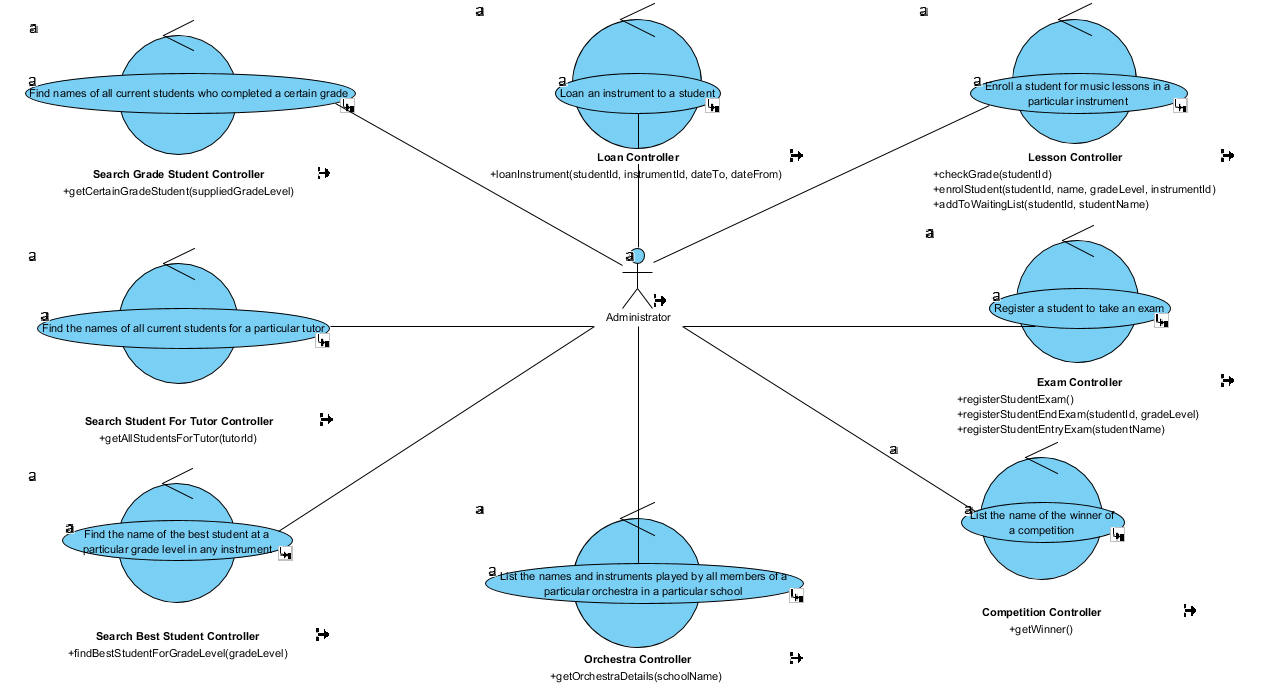 a
a
Find names of all current students who completed a certain grade
Search Grade Student Controller
+getCertainGradeStudent(suppliedGradeLevel)
a
a
Loan an instrument to a student
Loan Controller
+loanInstrument(studentId, instrumentId, dateTo, dateFrom)
a
a
Enroll a student for music lessons in a
particular instrument
Lesson Controller
+checkGrade(studentId)
+enrolStudent(studentId, name, gradeLevel, instrumentId)
+addToWaitingList(studentId, studentName)
a
Administrator
a
a
Find the names of all current students for a particular tutor
Search Student For Tutor Controller
+getAllStudentsForTutor(tutorId)
a
a
Register a student to take an exam
Exam Controller
+registerStudentExam()
+registerStudentEndExam(studentId, gradeLevel)
+registerStudentEntryExam(studentName)
a
a
Find the name of the best student at a
particular grade level in any instrument
Search Best Student Controller
+findBestStudentForGradeLevel(gradeLevel)
a
a
List the names and instruments played by all members of a
particular orchestra in a particular school
Orchestra Controller
+getOrchestraDetails(schoolName)
a
a
List the name of the winner of
a competition
Competition Controller
+getWinner()